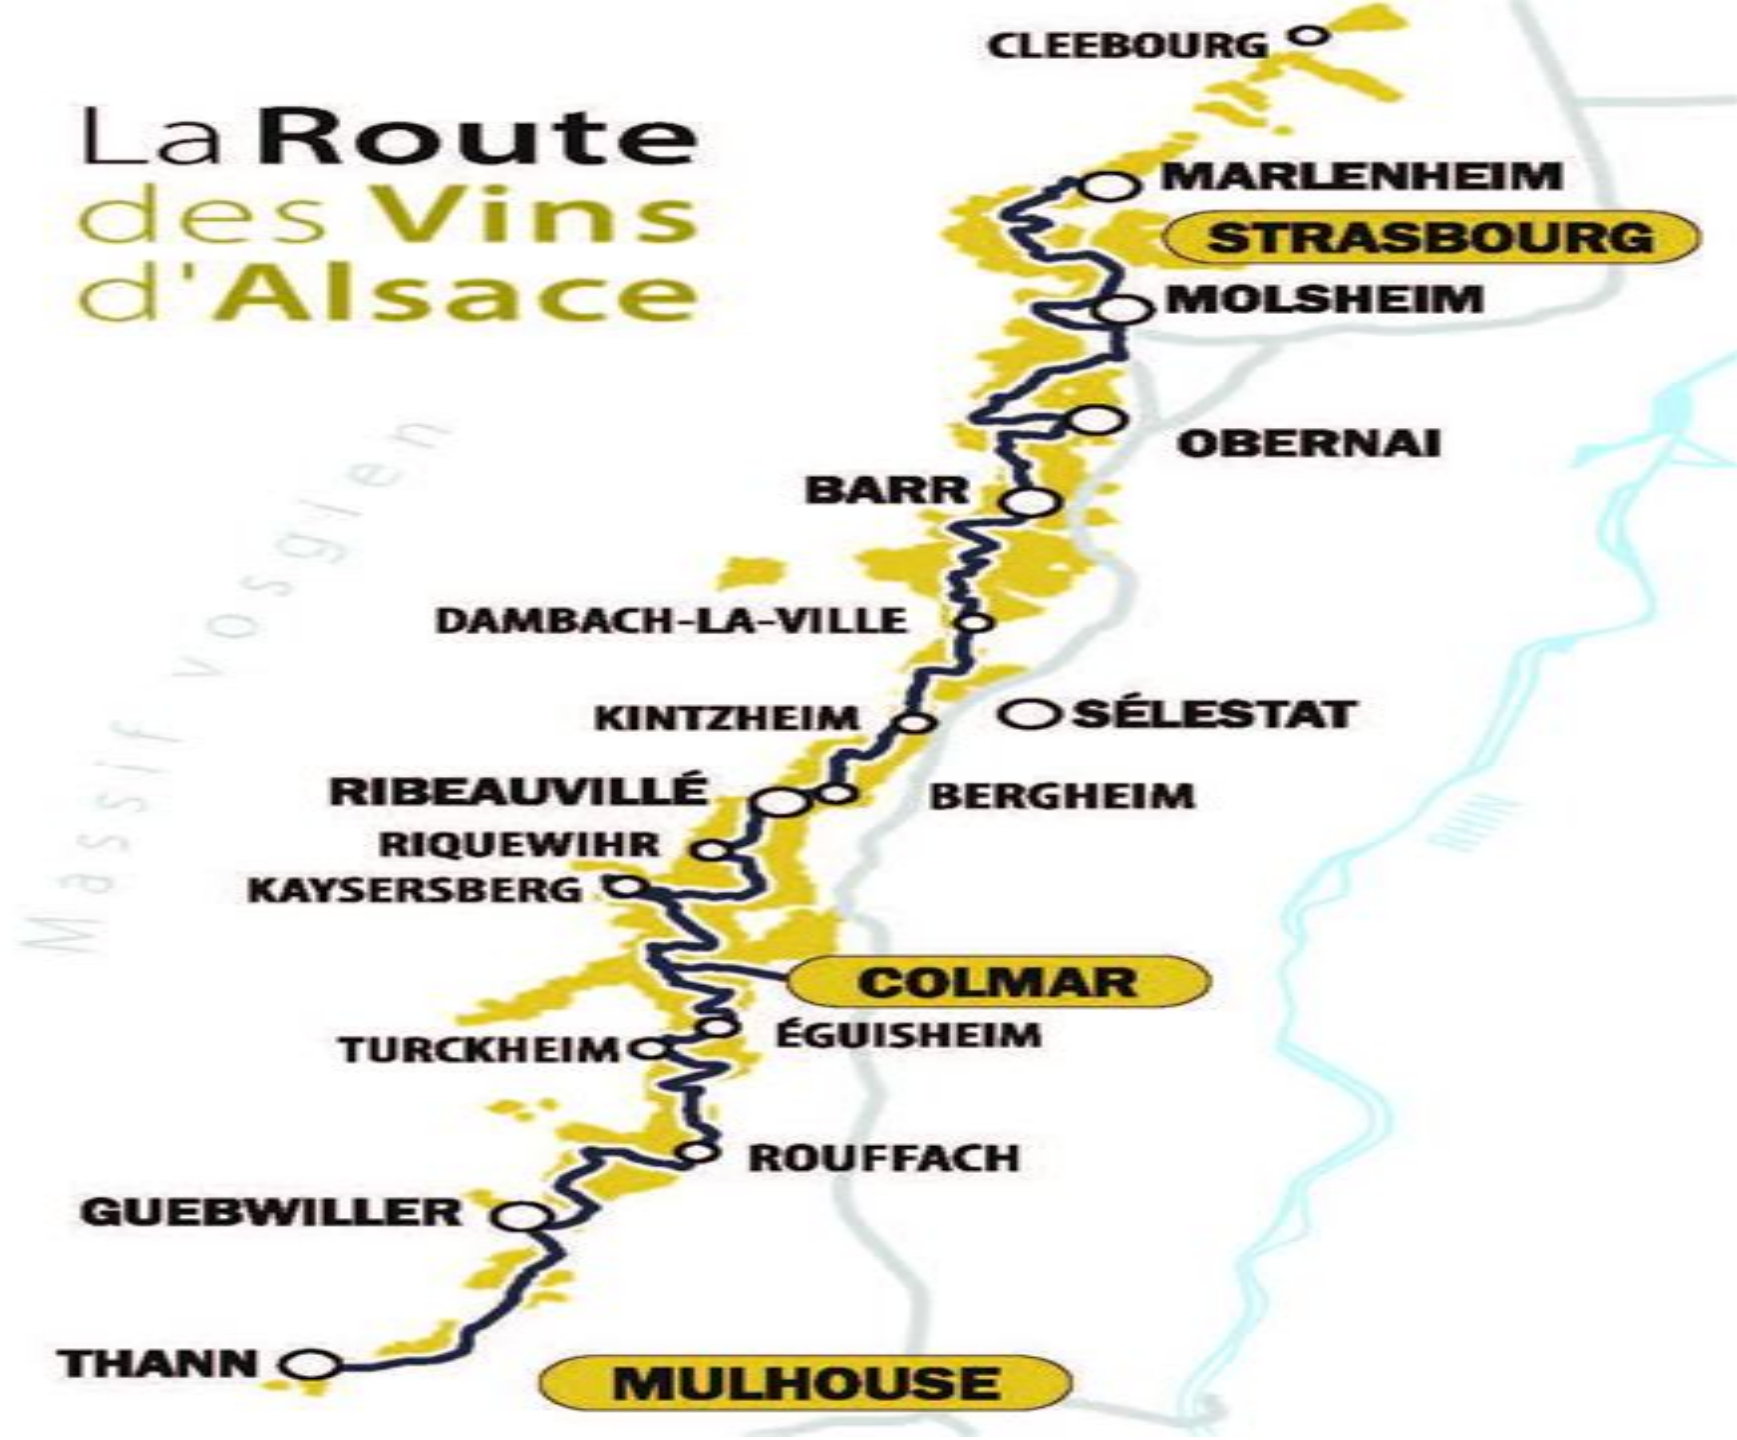 La Route
des Vins
d'Alsace
CLEEBOURG
MARLENHEIM
STRASBOURG
MOLSHEIM
OBERNAI
BARR
DAMBACH-LA-VILLE
KINTZHEIM
SÉLESTAT
RIBEAUVILLÉ
BERGHEIM
RIQUEWIHR
KAYSERSBERG
COLMAR
ÉGUISHEIM
TURCKHEIM
ROUFFACH
GUEBWILLER
THANN
MULHOUSE
Massif vosgien
RHIN